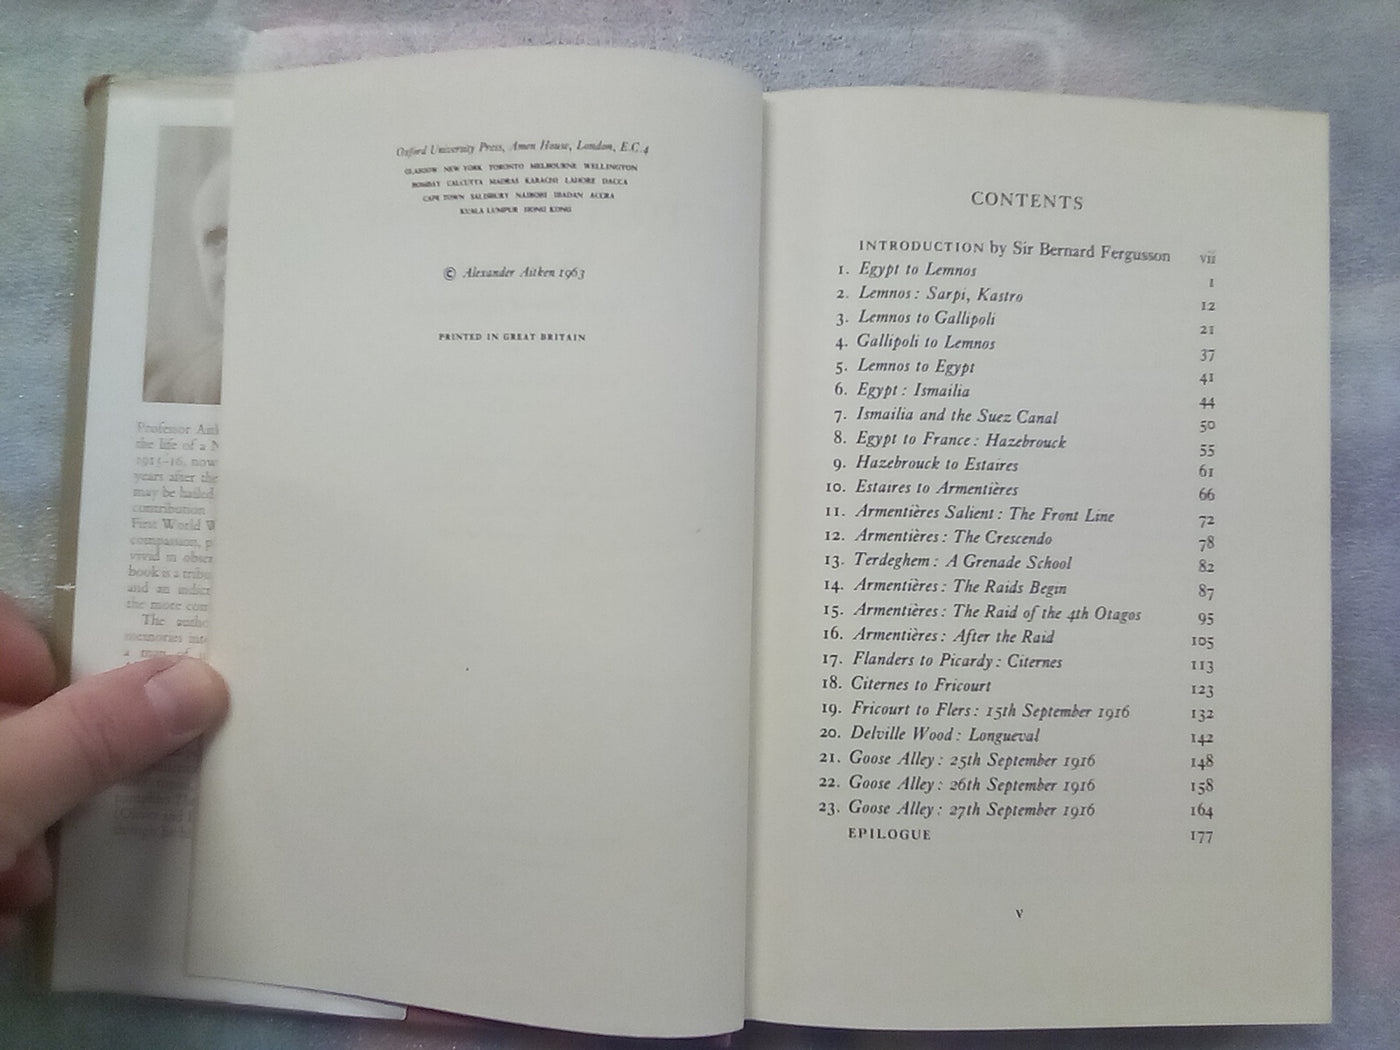 Professor Aitk
the life of a N
1915-16, now
years after the
may be hailed
contribution
First World W
compassion, p
vivid in obser
book is a tribu
and an indict
the more com
The autho
memories into
a man of
Oxford University Press, Amen House, London, E.C.4
GLASGOW NEW YORK TORONTO MELBOURNE WELLINGTON
BOMBAY CALCUTTA MADRAS KARACHI LAHORE DACCA
CAPE TOWN SALISBURY NAIROBI IBADAN ACCRA
KUALA LUMPUR HONG KONG
© Alexander Aitken 1963
PRINTED IN GREAT BRITAIN
CONTENTS
INTRODUCTION by Sir Bernard Fergusson vii
1. Egypt to Lemnos 1
2. Lemnos : Sarpi, Kastro 12
3. Lemnos to Gallipoli 21
4. Gallipoli to Lemnos 37
5. Lemnos to Egypt 41
6. Egypt : Ismailia 44
7. Ismailia and the Suez Canal 50
8. Egypt to France : Hazebrouck 55
9. Hazebrouck to Estaires 61
10. Estaires to Armentières 66
11. Armentières Salient : The Front Line 72
12. Armentières : The Crescendo 78
13. Terdeghem : A Grenade School 82
14. Armentières : The Raids Begin 87
15. Armentières : The Raid of the 4th Otagos 95
16. Armentières : After the Raid 105
17. Flanders to Picardy : Citernes 113
18. Citernes to Fricourt 123
19. Fricourt to Flers : 15th September 1916 132
20. Delville Wood : Longueval 142
21. Goose Alley : 25th September 1916 148
22. Goose Alley : 26th September 1916 158
23. Goose Alley : 27th September 1916 164
EPILOGUE 177
v